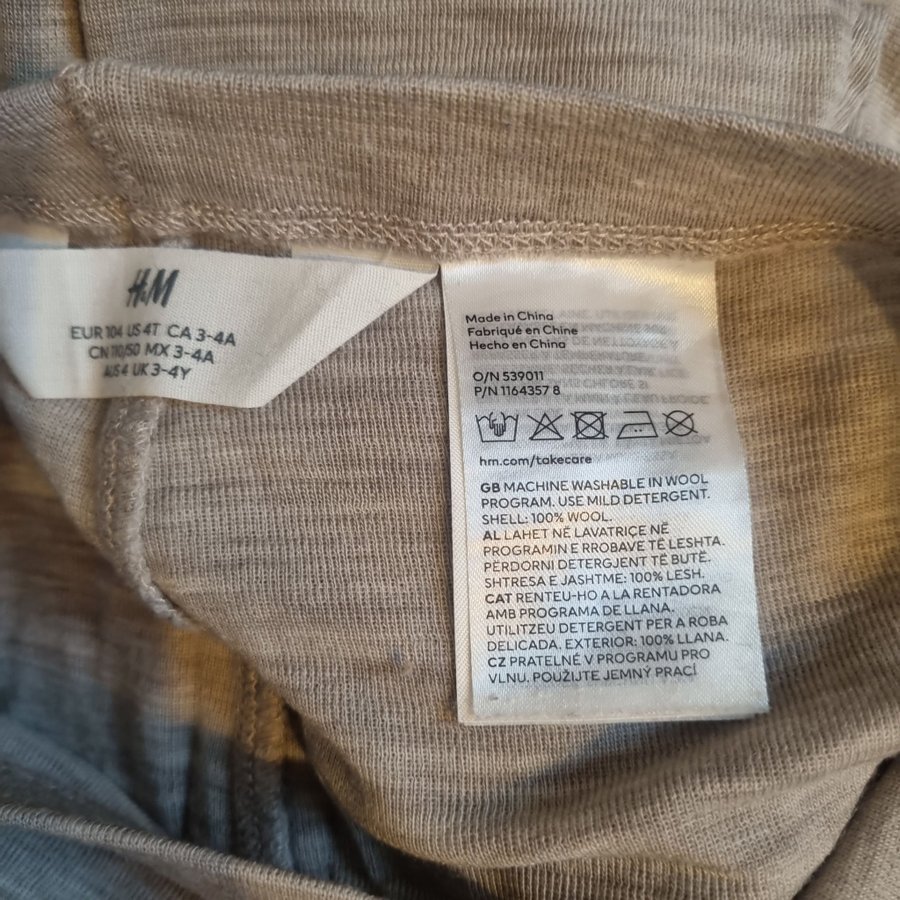 H&M
EUR 104 US 4T CA 3-4A
CN 110/50 MX 3-4A
AUS 4 UK 3-4Y
Made in China
Fabriqué en Chine
Hecho en China
O/N 539011
P/N 1164357 8
hm.com/takecare
GB MACHINE WASHABLE IN WOOL
PROGRAM. USE MILD DETERGENT.
SHELL: 100% WOOL.
AL LAHET NË LAVATRIÇE NË
PROGRAMIN E RROBAVE TË LESHTA.
PËRDORNI DETERGJENT TË BUTË.
SHTRESA E JASHTME: 100% LESH.
CAT RENTEU-HO A LA RENTADORA
AMB PROGRAMA DE LLANA.
UTILITZEU DETERGENT PER A ROBA
DELICADA. EXTERIOR: 100% LLANA.
CZ PRATELNÉ V PROGRAMU PRO
VLNU. POUŽIJTE JEMNÝ PRACÍ